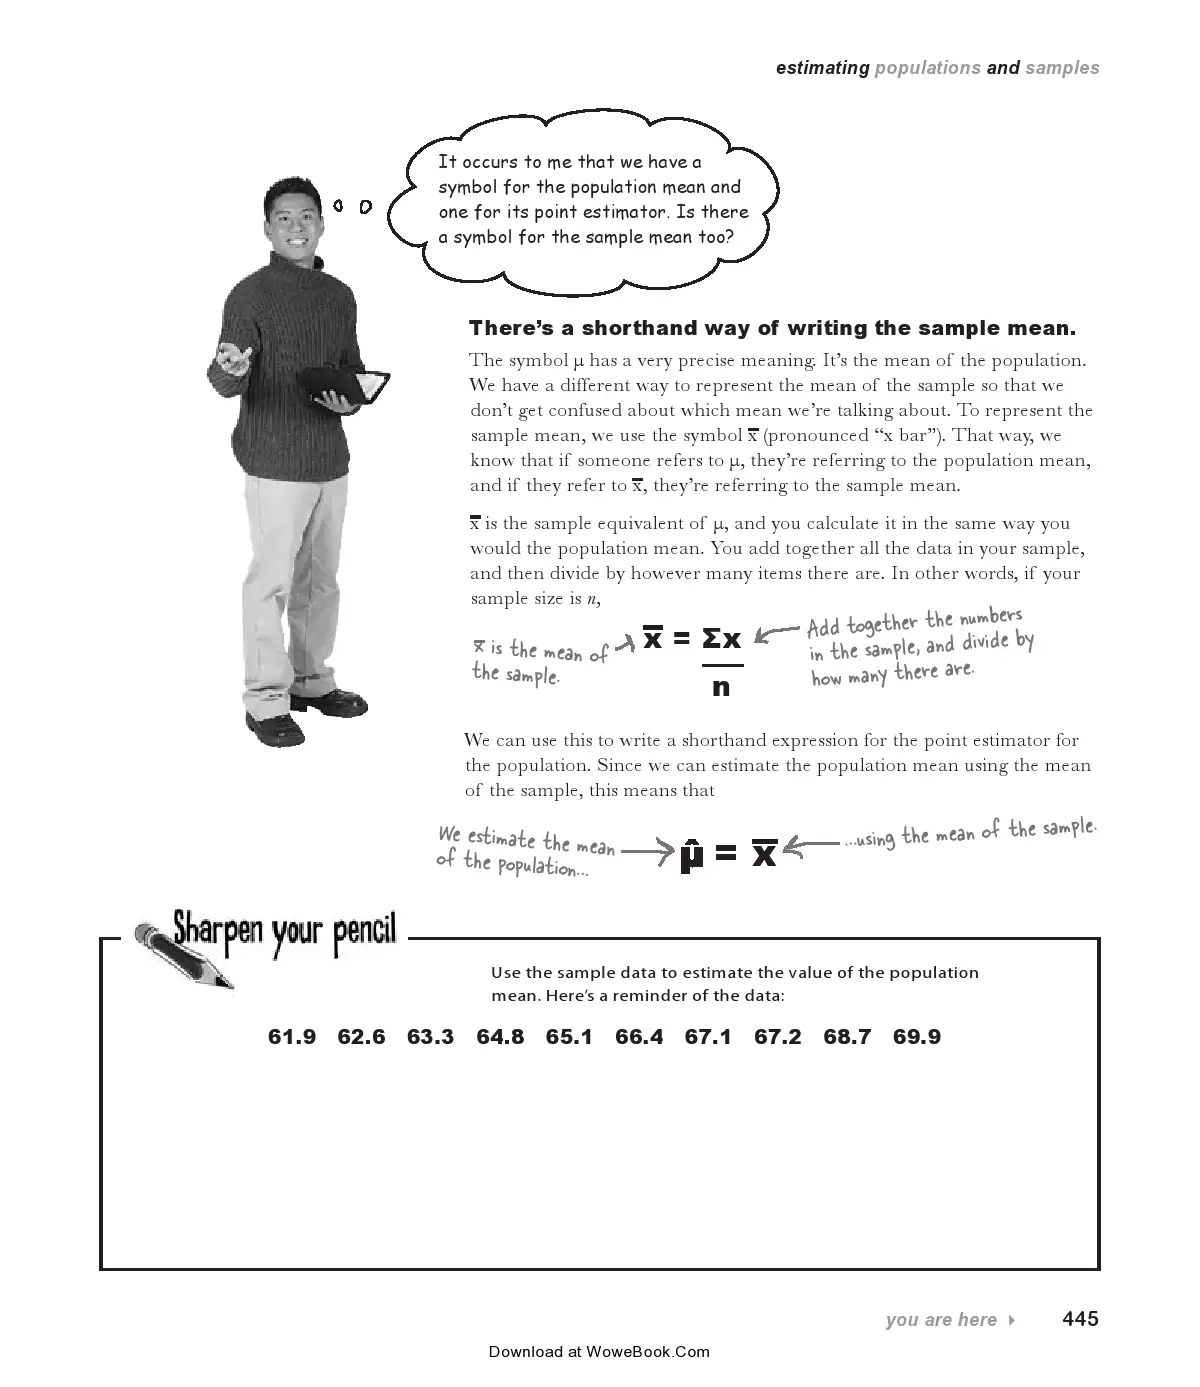 estimating populations and samples
It occurs to me that we have a
symbol for the population mean and
one for its point estimator. Is there
a symbol for the sample mean too?
There’s a shorthand way of writing the sample mean.
The symbol μ has a very precise meaning. It’s the mean of the population.
We have a different way to represent the mean of the sample so that we
don’t get confused about which mean we’re talking about. To represent the
sample mean, we use the symbol x̅ (pronounced “x bar”). That way, we
know that if someone refers to μ, they’re referring to the population mean,
and if they refer to x̅, they’re referring to the sample mean.
x̅ is the sample equivalent of μ, and you calculate it in the same way you
would the population mean. You add together all the data in your sample,
and then divide by however many items there are. In other words, if your
sample size is n,
x̅ is the mean of
the sample.
x̅ = Σx
n
Add together the numbers
in the sample, and divide by
how many there are.
We can use this to write a shorthand expression for the point estimator for
the population. Since we can estimate the population mean using the mean
of the sample, this means that
We estimate the mean
of the population...
μ̂ = x̅
...using the mean of the sample.
Sharpen your pencil
Use the sample data to estimate the value of the population
mean. Here’s a reminder of the data:
61.9 62.6 63.3 64.8 65.1 66.4 67.1 67.2 68.7 69.9
you are here 445
Download at WoweBook.Com